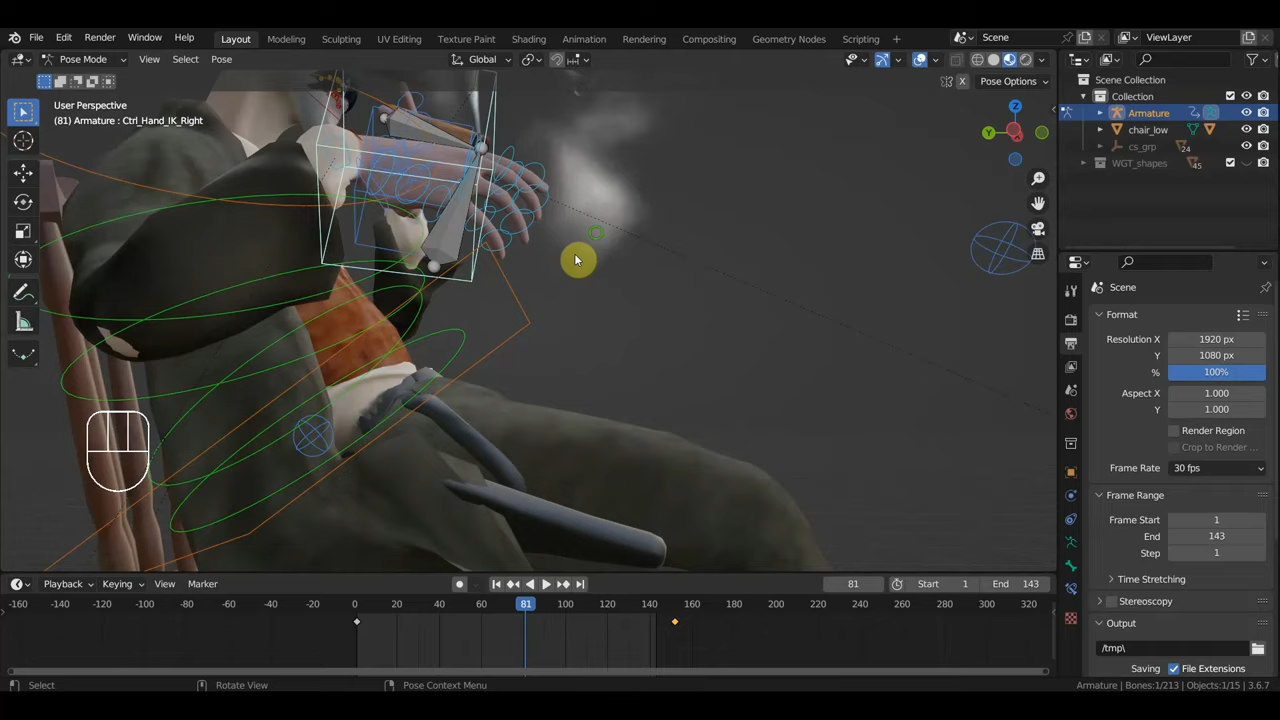 File Edit Render Window Help Layout Modeling Sculpting UV Editing Texture Paint Shading Animation Rendering Compositing Geometry Nodes Scripting + Scene ViewLayer
Pose Mode View Select Pose Global
X Pose Options
User Perspective
(81) Armature : Ctrl_Hand_IK_Right
Z
Y
Scene Collection
Collection
Armature
chair_low
cs_grp 24
WGT_shapes 45
Scene
Format
Resolution X 1920 px
Y 1080 px
% 100%
Aspect X 1.000
Y 1.000
Render Region
Crop to Render ...
Frame Rate 30 fps
Frame Range
Frame Start 1
End 143
Step 1
Time Stretching
Stereoscopy
Output
/tmp\
Saving File Extensions
Playback Keying View Marker 81 Start 1 End 143
-160 -140 -120 -100 -80 -60 -40 -20 0 20 40 60 81 100 120 140 160 180 200 220 240 260 280 300 320
Select Rotate View Pose Context Menu Armature | Bones:1/213 | Objects:1/15 | 3.6.7